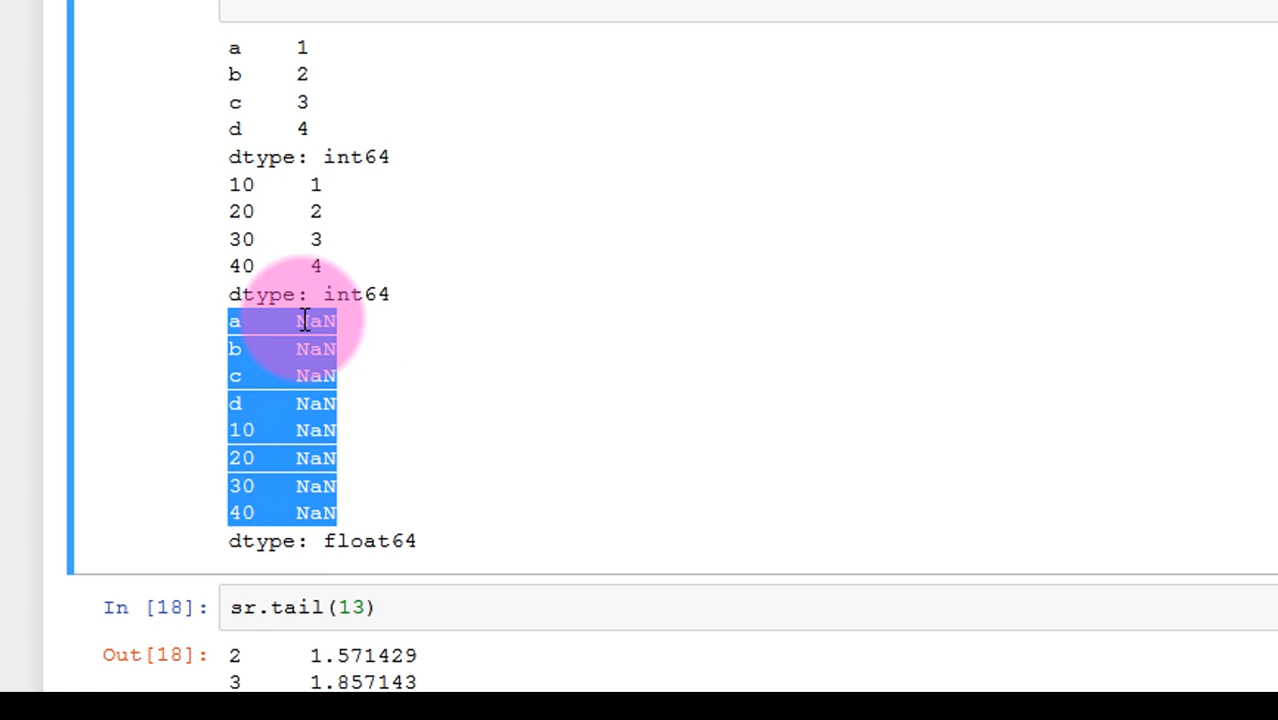 a 1
b 2
c 3
d 4
dtype: int64
10 1
20 2
30 3
40 4
dtype: int64
a NaN
b NaN
c NaN
d NaN
10 NaN
20 NaN
30 NaN
40 NaN
dtype: float64
In [18]: sr.tail(13)
Out[18]: 2 1.571429
3 1.857143